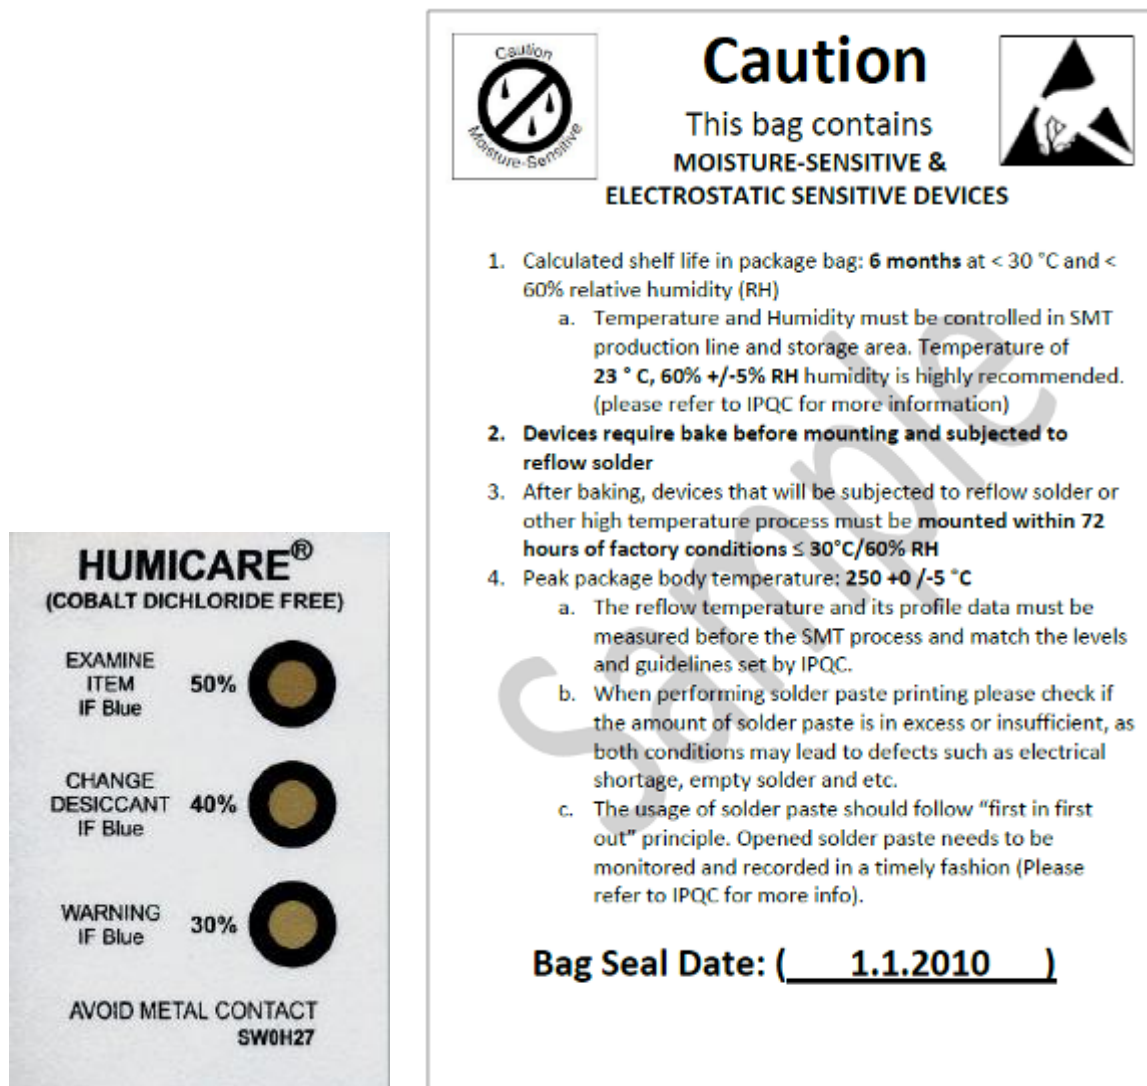 HUMICARE®
(COBALT DICHLORIDE FREE)
EXAMINE
ITEM
IF Blue
50%
CHANGE
DESICCANT
IF Blue
40%
WARNING
IF Blue
30%
AVOID METAL CONTACT
SW0H27
Caution
Moisture-Sensitive
Caution
This bag contains
MOISTURE-SENSITIVE &
ELECTROSTATIC SENSITIVE DEVICES
1. Calculated shelf life in package bag: 6 months at < 30 °C and <
60% relative humidity (RH)
a. Temperature and Humidity must be controlled in SMT
production line and storage area. Temperature of
23 ° C, 60% +/-5% RH humidity is highly recommended.
(please refer to IPQC for more information)
2. Devices require bake before mounting and subjected to
reflow solder
3. After baking, devices that will be subjected to reflow solder or
other high temperature process must be mounted within 72
hours of factory conditions ≤ 30°C/60% RH
4. Peak package body temperature: 250 +0 /-5 °C
a. The reflow temperature and its profile data must be
measured before the SMT process and match the levels
and guidelines set by IPQC.
b. When performing solder paste printing please check if
the amount of solder paste is in excess or insufficient, as
both conditions may lead to defects such as electrical
shortage, empty solder and etc.
c. The usage of solder paste should follow “first in first
out” principle. Opened solder paste needs to be
monitored and recorded in a timely fashion (Please
refer to IPQC for more info).
Bag Seal Date: ( 1.1.2010 )
Sample